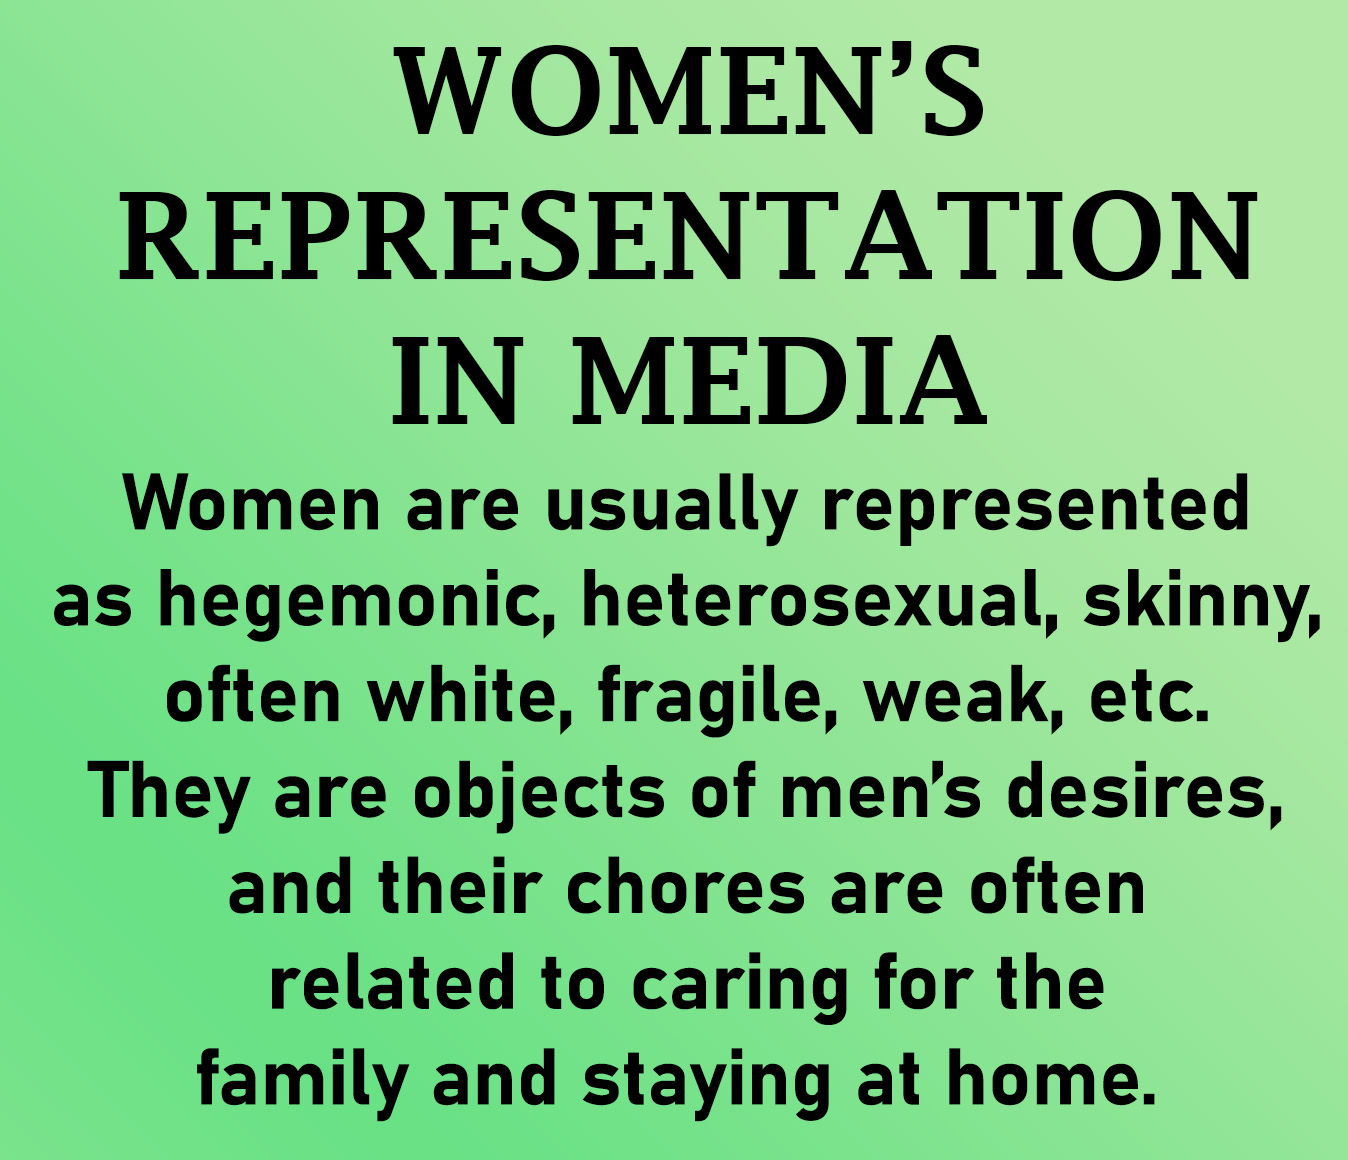 WOMEN’S
REPRESENTATION
IN MEDIA
Women are usually represented
as hegemonic, heterosexual, skinny,
often white, fragile, weak, etc.
They are objects of men’s desires,
and their chores are often
related to caring for the
family and staying at home.